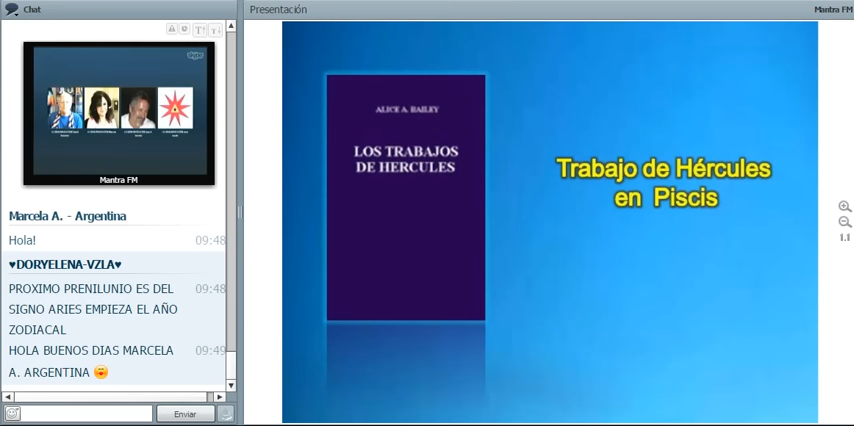 Chat
Presentación
Mantra FM
skype
Mantra FM
Marcela A. - Argentina
Hola! 09:48
♥DORYELENA-VZLA♥
PROXIMO PRENILUNIO ES DEL 09:48
SIGNO ARIES EMPIEZA EL AÑO
ZODIACAL
HOLA BUENOS DIAS MARCELA 09:49
A. ARGENTINA
Enviar
ALICE A. BAILEY
LOS TRABAJOS
DE HERCULES
Trabajo de Hércules
en Piscis
1.1